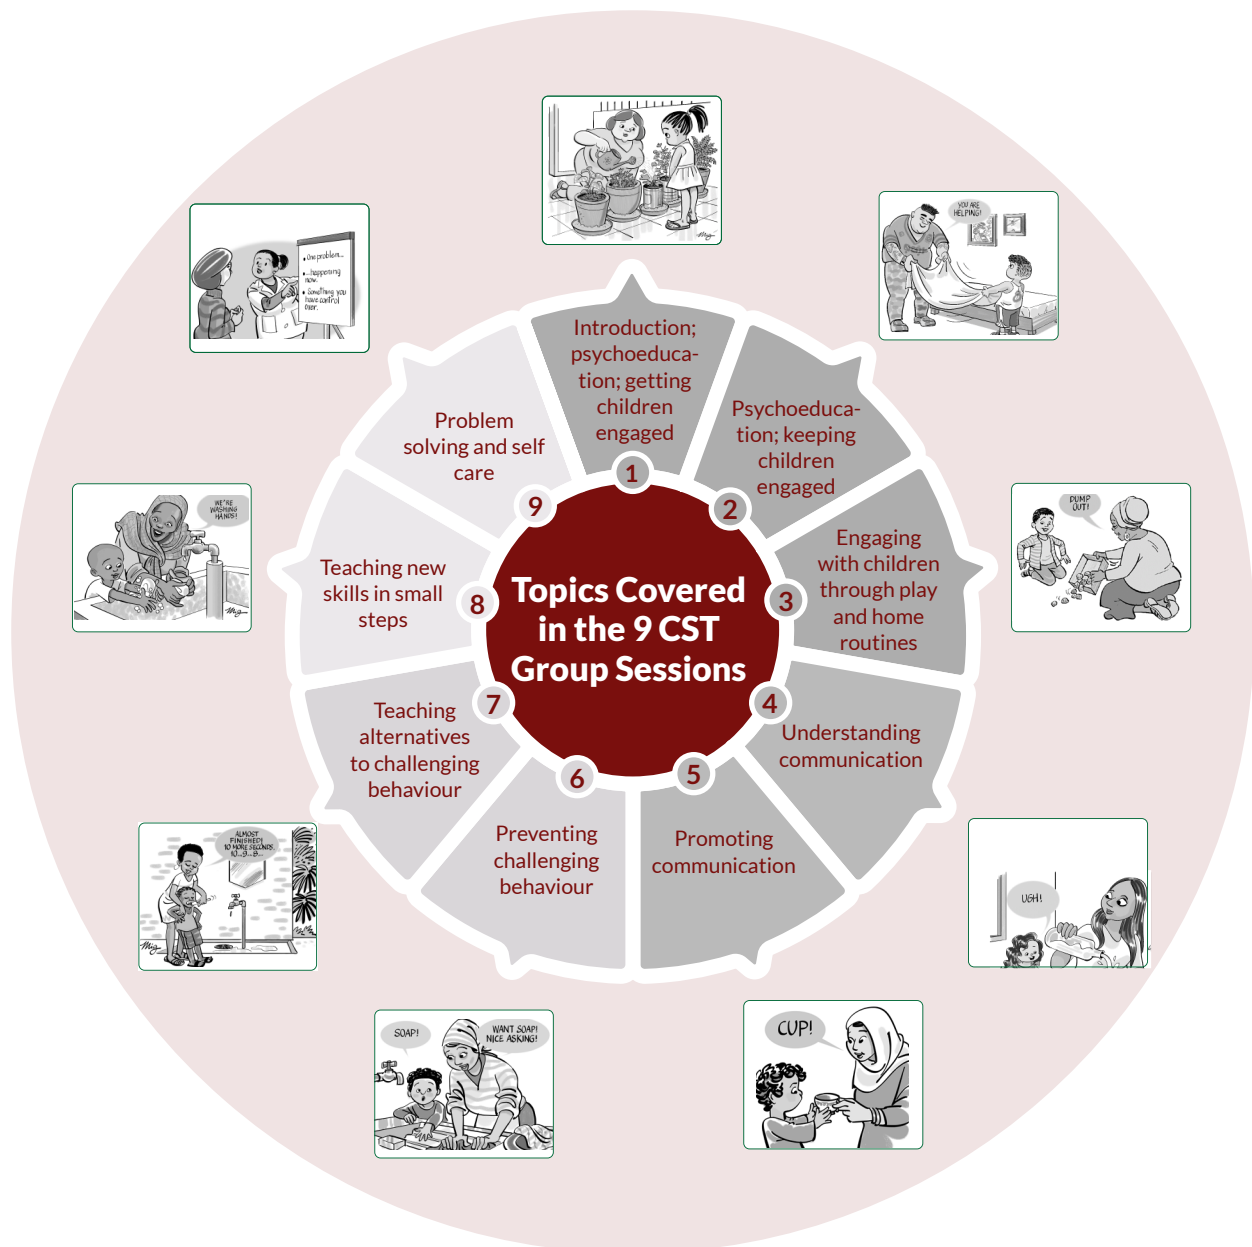 Topics Covered
in the 9 CST
Group Sessions
1
Introduction;
psychoeduca-
tion; getting
children
engaged
2
Psychoeduca-
tion; keeping
children
engaged
3
Engaging
with children
through play
and home
routines
4
Understanding
communication
5
Promoting
communication
6
Preventing
challenging
behaviour
7
Teaching
alternatives
to challenging
behaviour
8
Teaching new
skills in small
steps
9
Problem
solving and self
care
Mig
YOU ARE
HELPING!
DUMP
OUT!
UGH!
CUP!
SOAP!
WANT SOAP!
NICE ASKING!
ALMOST
FINISHED!
10 MORE SECONDS
10...9...8...
Mig
WE'RE
WASHING
HANDS!
Mig
• One problem...
• ...happening
now.
• Something you
have control
over.